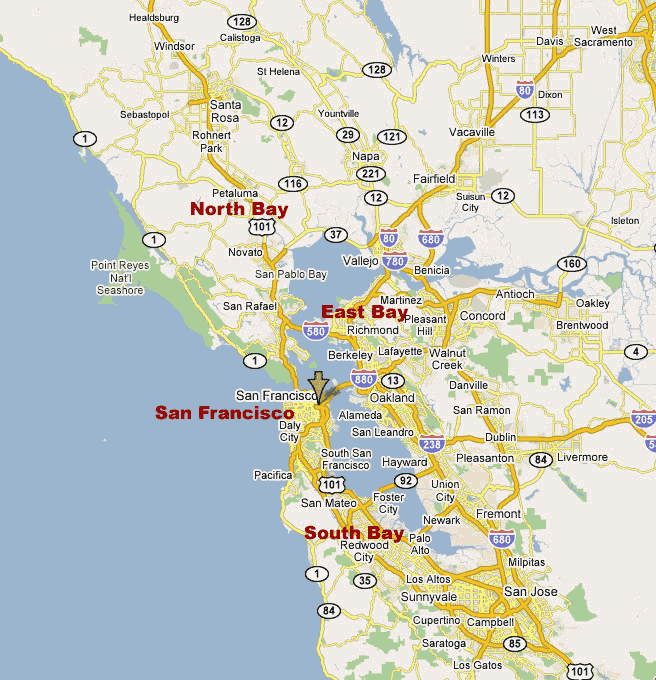 Healdsburg
128
Calistoga
Windsor
St Helena
128
West
Sacramento
Davis
Winters
80
Dixon
113
Santa
Rosa
Sebastopol
Rohnert
Park
1
12
Yountville
29
121
Vacaville
Napa
221
116
Petaluma
12
Fairfield
Suisun
City
12
North Bay
101
37
80
680
Isleton
1
Novato
Vallejo
780
Benicia
160
Point Reyes
Nat'l
Seashore
San Pablo Bay
San Rafael
Martinez
Antioch
Oakley
East Bay
Pleasant
Hill
Concord
Brentwood
580
Richmond
Berkeley
Lafayette
Walnut
Creek
4
1
880
13
Danville
San Francisco
Oakland
San Francisco
Alameda
San Ramon
205
Daly
City
San Leandro
238
Dublin
5
South San
Francisco
Hayward
Pleasanton
84
Livermore
Pacifica
101
92
Union
City
San Mateo
Foster
City
Newark
Fremont
South Bay
Redwood
City
Palo
Alto
680
Milpitas
1
35
Los Altos
Sunnyvale
San Jose
84
Cupertino
Campbell
Saratoga
85
Los Gatos
101